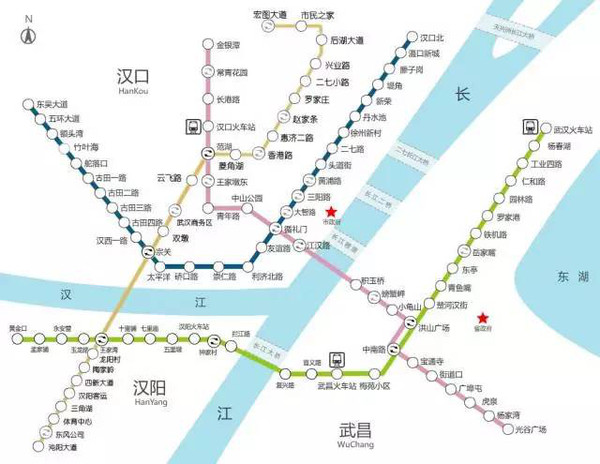 N
汉口
HanKou
宏图大道
市民之家
后湖大道
兴业路
二七小路
罗家庄
赵家条
惠济二路
香港路
金银潭
常青花园
长港路
汉口火车站
范湖
菱角湖
王家墩东
青年路
中山公园
循礼门
江汉路
云飞路
武汉商务区
双墩
宗关
东吴大道
五环大道
额头湾
竹叶海
舵落口
古田一路
古田二路
古田三路
古田四路
汉西一路
太平洋
硚口路
崇仁路
利济北路
友谊路
大智路
三阳路
黄浦路
头道街
二七路
徐州新村
丹水池
新荣
堤角
滕子岗
滠口新城
汉口北
天兴洲长江大桥
长
二七长江大桥
长江二桥
长江隧道
市政府
武汉火车站
杨春湖
工业四路
仁和路
园林路
罗家港
铁机路
岳家嘴
东亭
青鱼嘴
楚河汉街
洪山广场
省政府
东湖
积玉桥
螃蟹岬
小龟山
中南路
宝通寺
街道口
广埠屯
虎泉
杨家湾
光谷广场
梅苑小区
武昌火车站
首义路
复兴路
长江大桥
拦江路
钟家村
汉阳火车站
五里墩
七里庙
十里铺
王家湾
玉龙路
永安堂
孟家铺
黄金口
汉
江
龙阳村
陶家岭
四新大道
汉阳客运
三角湖
体育中心
东风公司
沌阳大道
汉阳
HanYang
江
武昌
WuChang